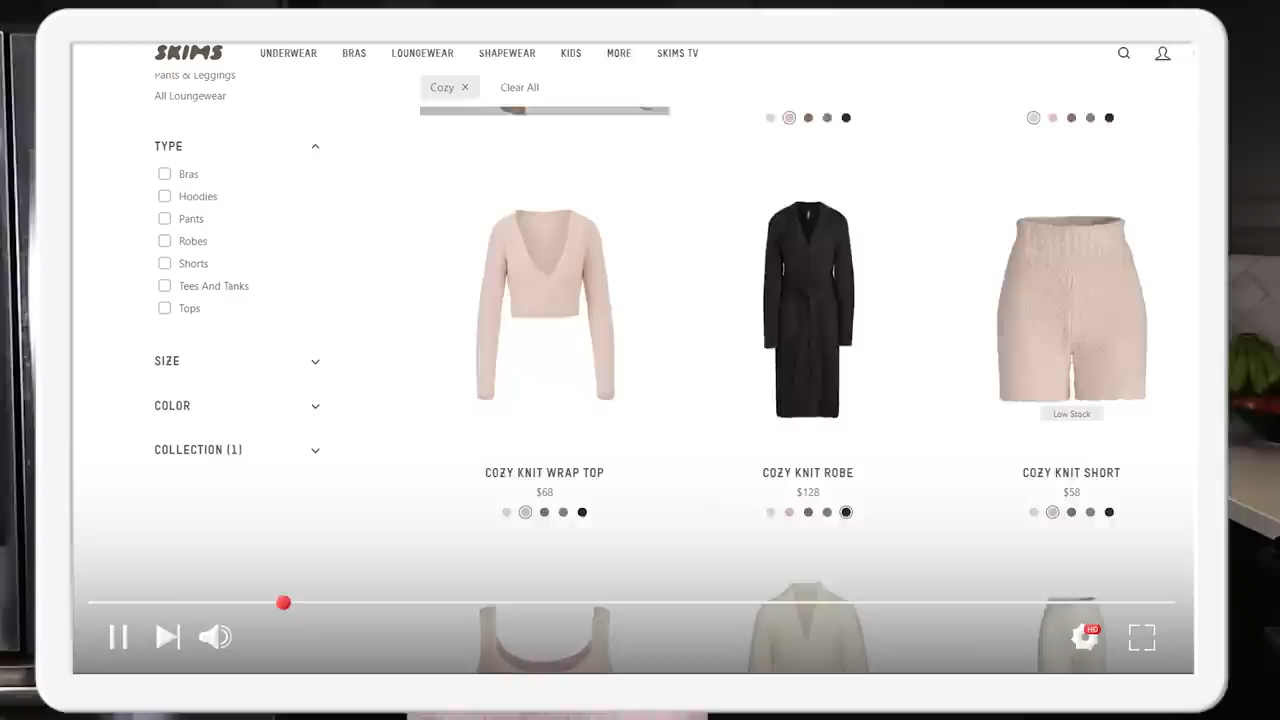 SKIMS UNDERWEAR BRAS LOUNGEWEAR SHAPEWEAR KIDS MORE SKIMS TV
Pants & Leggings
All Loungewear
Cozy × Clear All
TYPE
Bras
Hoodies
Pants
Robes
Shorts
Tees And Tanks
Tops
SIZE
COLOR
COLLECTION (1)
Low Stock
COZY KNIT WRAP TOP
$68
COZY KNIT ROBE
$128
COZY KNIT SHORT
$58
HD